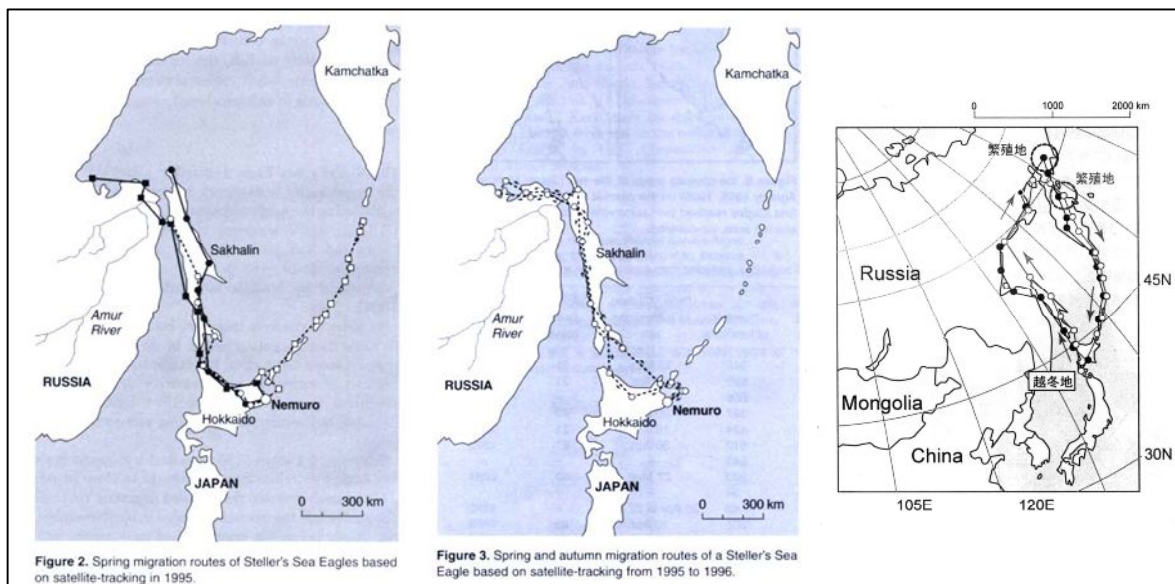 Kamchatka
Sakhalin
Amur
River
RUSSIA
Nemuro
Hokkaido
JAPAN
0 300 km
Figure 2. Spring migration routes of Steller's Sea Eagles based
on satellite-tracking in 1995.
Kamchatka
Sakhalin
Amur
River
RUSSIA
Nemuro
Hokkaido
JAPAN
0 300 km
Figure 3. Spring and autumn migration routes of a Steller's Sea
Eagle based on satellite-tracking from 1995 to 1996.
0 1000 2000 km
繁殖地
繁殖地
Russia
45N
越冬地
Mongolia
China
30N
105E 120E